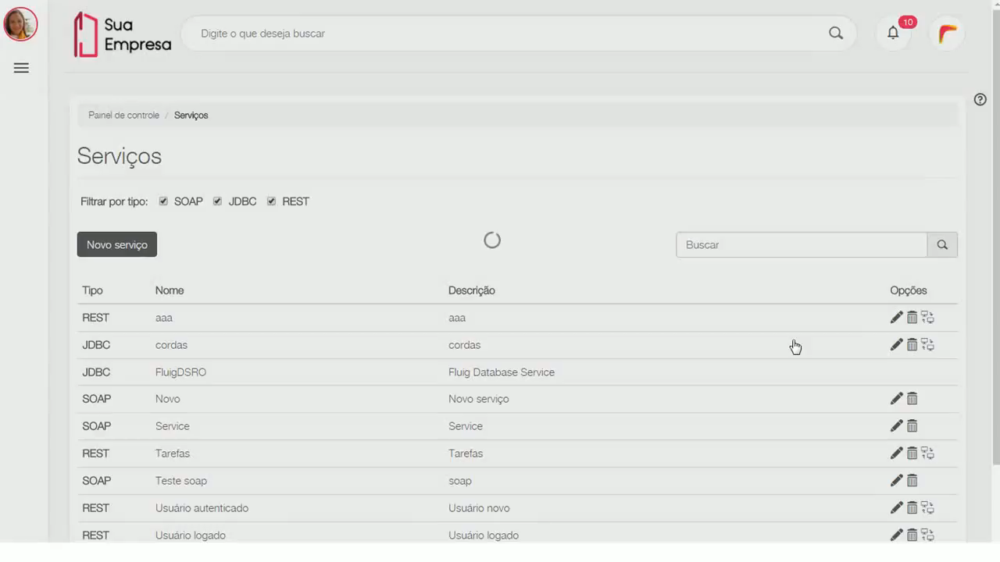 Sua
Empresa
Digite o que deseja buscar
10
Painel de controle / Serviços
Serviços
Filtrar por tipo: SOAP JDBC REST
Novo serviço
Buscar
Tipo Nome Descrição Opções
REST aaa aaa
JDBC cordas cordas
JDBC FluigDSRO Fluig Database Service
SOAP Novo Novo serviço
SOAP Service Service
REST Tarefas Tarefas
SOAP Teste soap soap
REST Usuário autenticado Usuário novo
REST Usuário logado Usuário logado